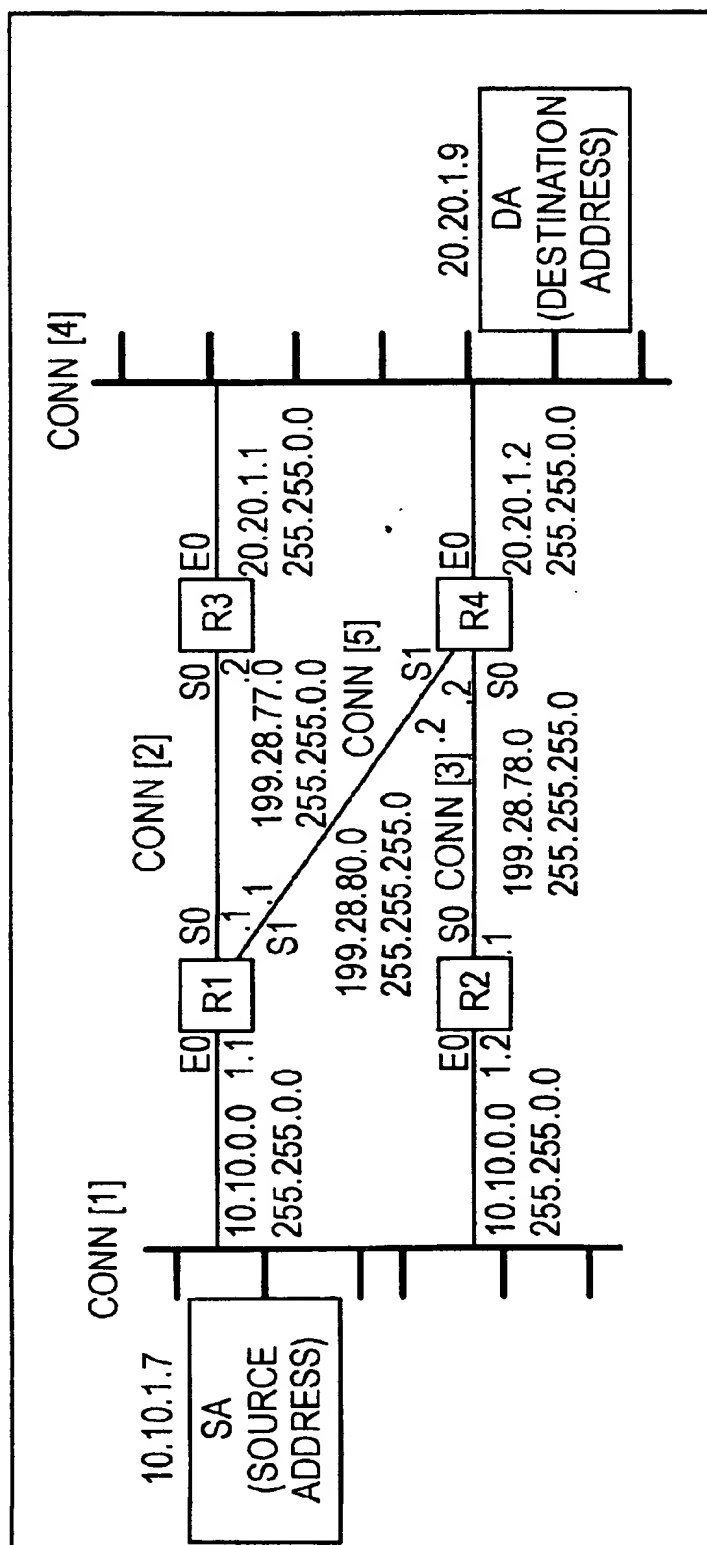 CONN [1]
10.10.1.7
SA
(SOURCE
ADDRESS)
E0
R1
S0
1.1
.1
.1
S1
10.10.0.0
255.255.0.0
CONN [2]
S0
R3
E0
.2
199.28.77.0
255.255.0.0
20.20.1.1
255.255.0.0
CONN [4]
CONN [5]
199.28.80.0
255.255.255.0
E0
R2
S0
CONN [3]
1.2
.1
10.10.0.0
255.255.0.0
199.28.78.0
255.255.255.0
S1
.2
.2
S0
R4
E0
20.20.1.2
255.255.0.0
20.20.1.9
DA
(DESTINATION
ADDRESS)